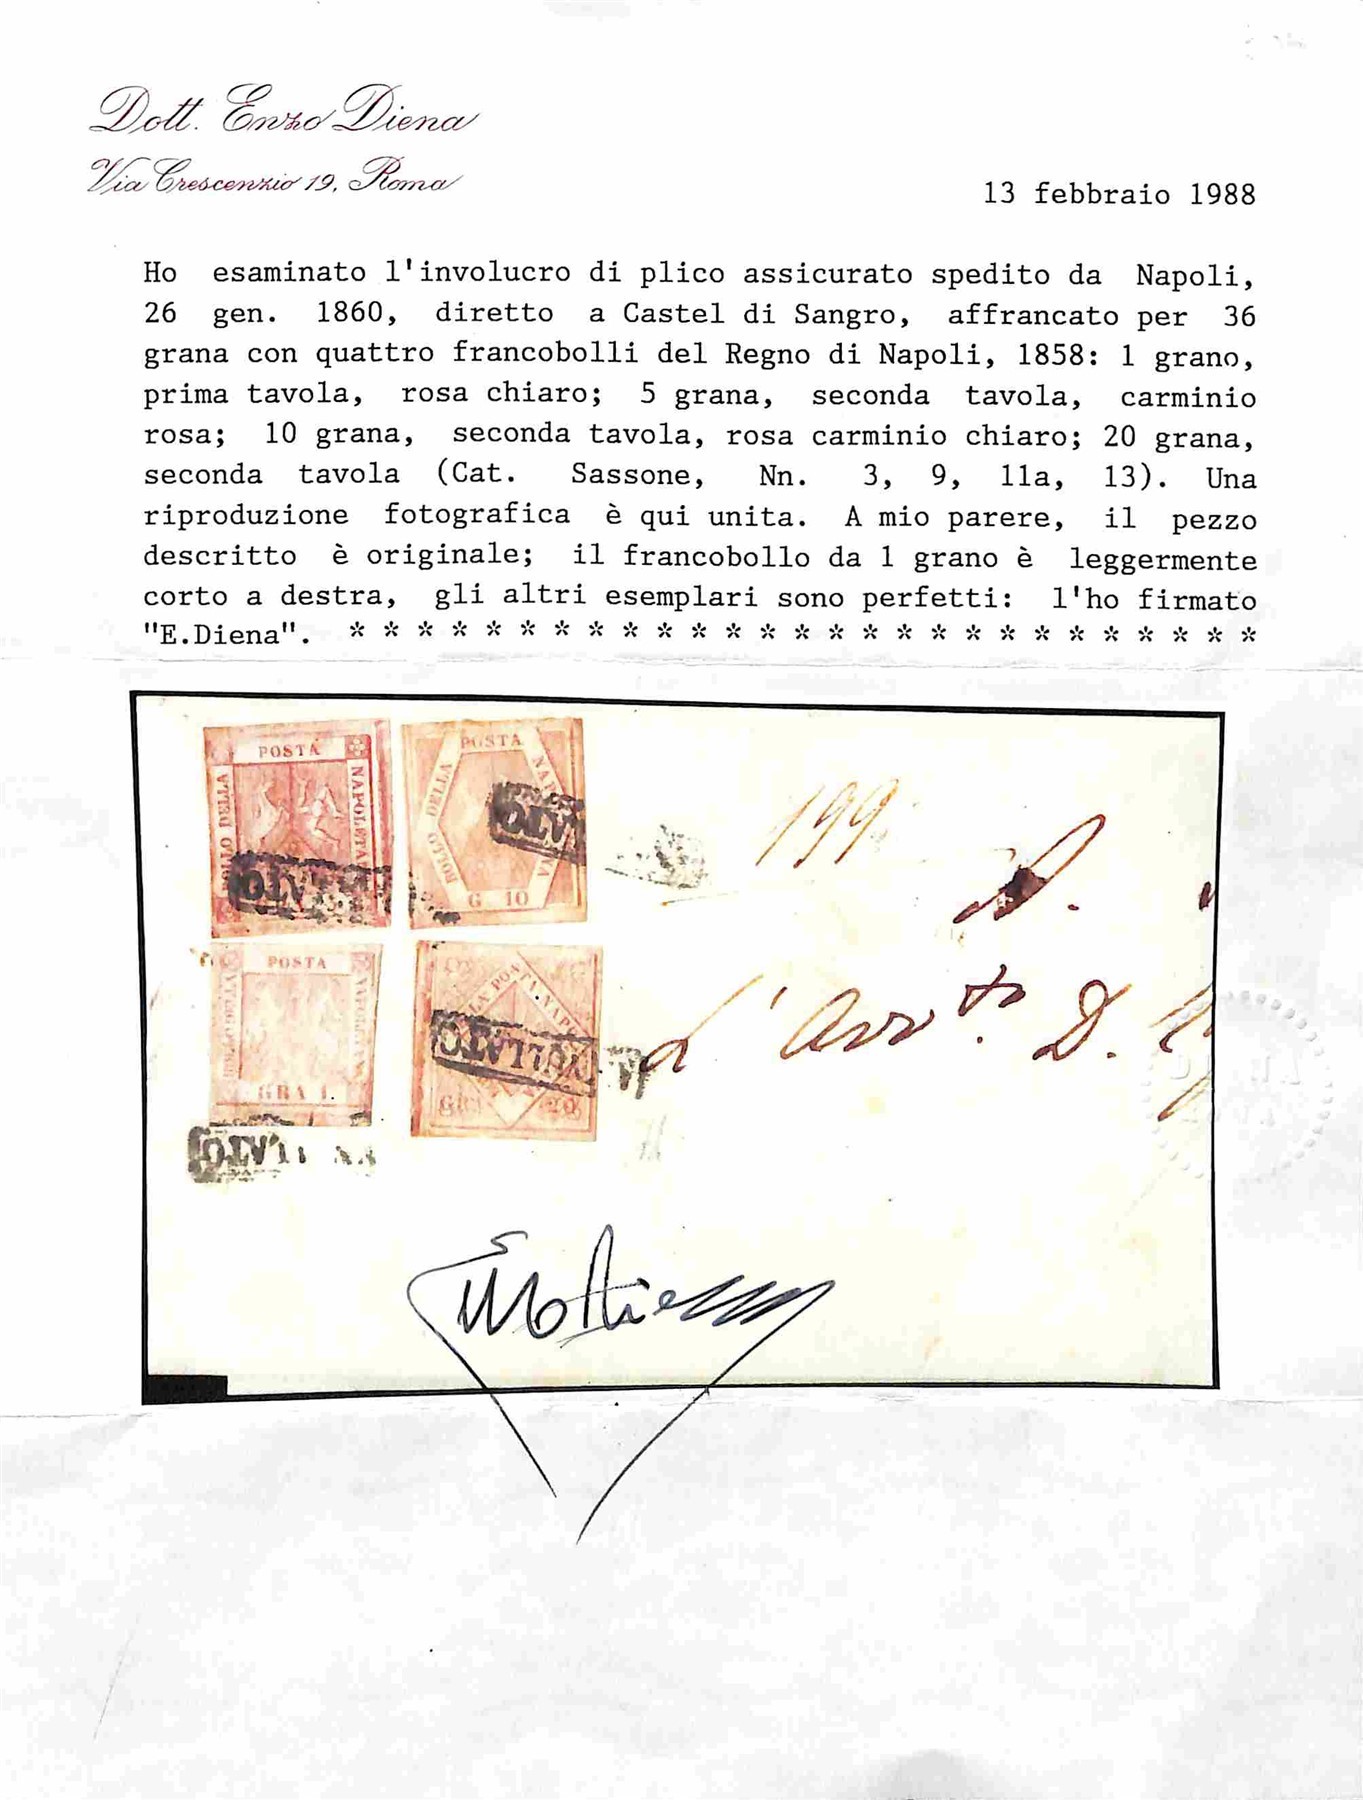 Dott. Enzo Diena
Via Crescenzio 19, Roma
13 febbraio 1988
Ho esaminato l'involucro di plico assicurato spedito da Napoli,
26 gen. 1860, diretto a Castel di Sangro, affrancato per 36
grana con quattro francobolli del Regno di Napoli, 1858: 1 grano,
prima tavola, rosa chiaro; 5 grana, seconda tavola, carminio
rosa; 10 grana, seconda tavola, rosa carminio chiaro; 20 grana,
seconda tavola (Cat. Sassone, Nn. 3, 9, 11a, 13). Una
riproduzione fotografica è qui unita. A mio parere, il pezzo
descritto è originale; il francobollo da 1 grano è leggermente
corto a destra, gli altri esemplari sono perfetti: l'ho firmato
"E.Diena". * * * * * * * * * * * * * * * * * * * * * * * * * * *
POSTA
BOLLO DELLA
NAPOLETANA
POSTA
BOLLO DELLA
G 10
199
POSTA
GRA 1.
ANNULLATO
D.